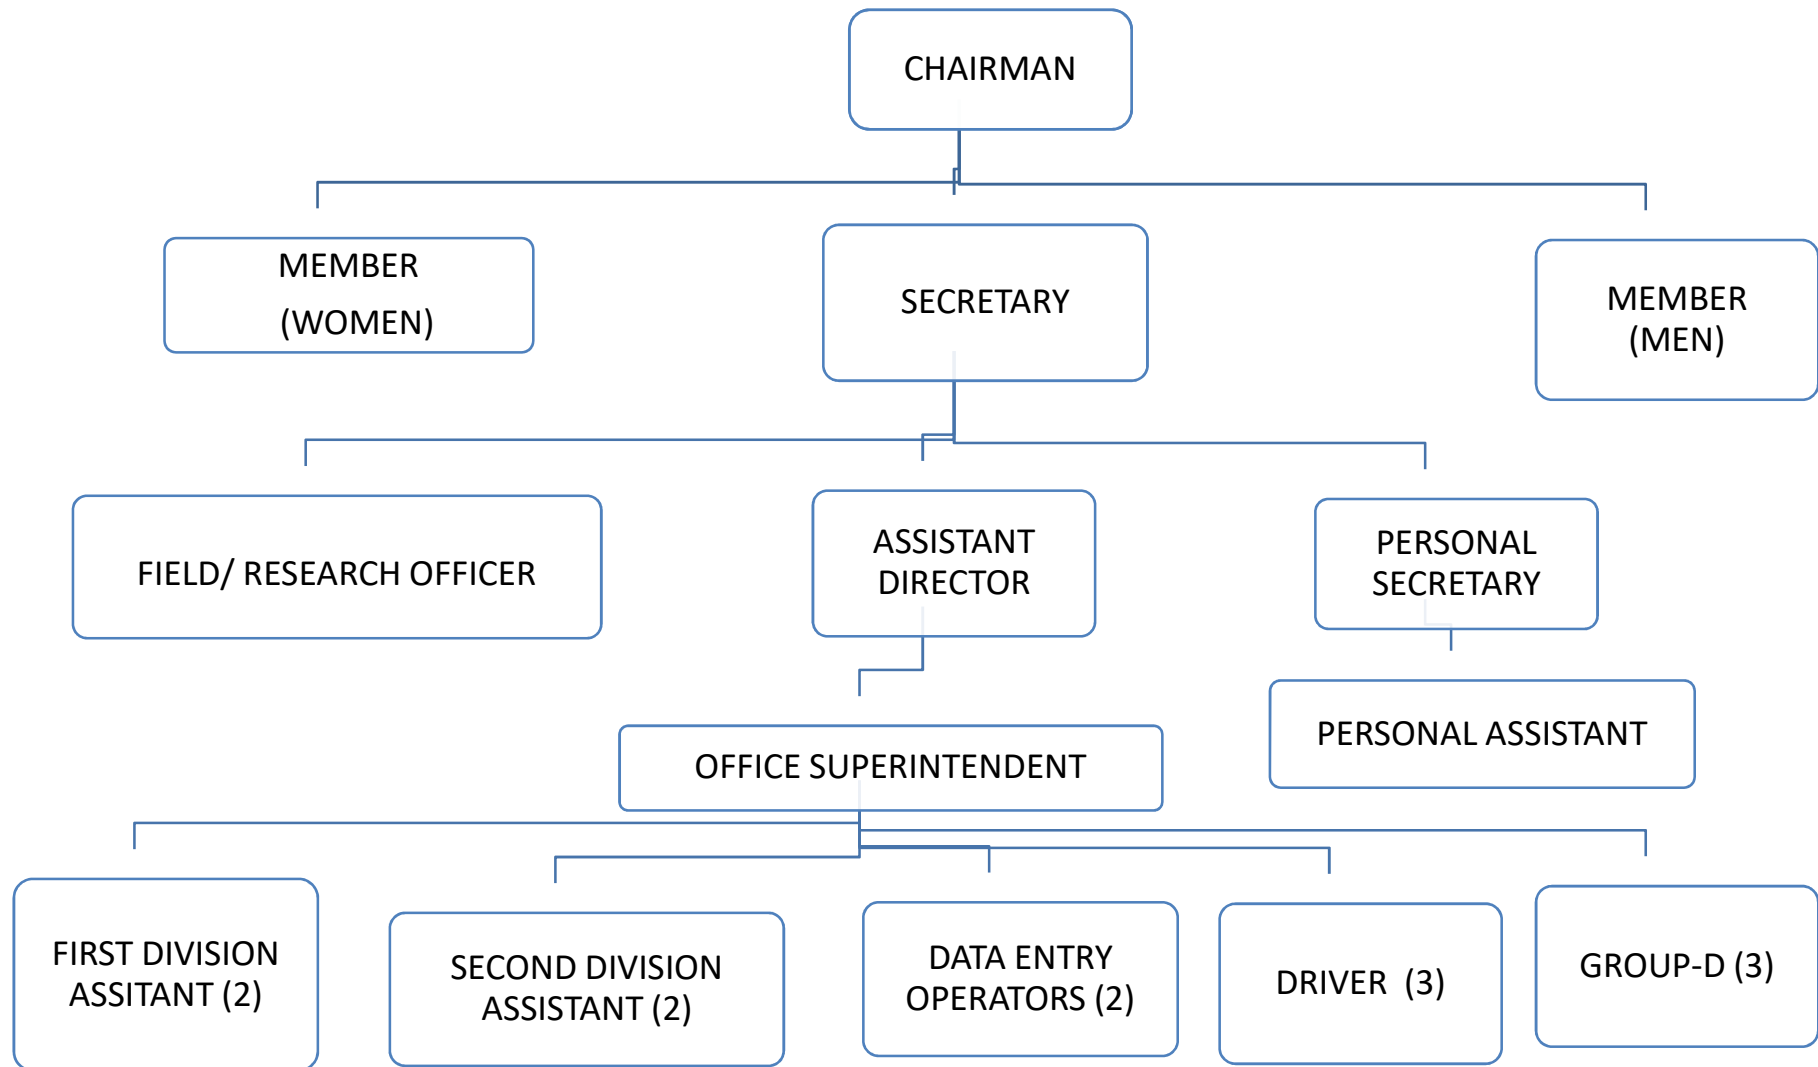 CHAIRMAN
MEMBER
(WOMEN)
SECRETARY
MEMBER
(MEN)
FIELD/ RESEARCH OFFICER
ASSISTANT
DIRECTOR
PERSONAL
SECRETARY
PERSONAL ASSISTANT
OFFICE SUPERINTENDENT
FIRST DIVISION
ASSITANT (2)
SECOND DIVISION
ASSISTANT (2)
DATA ENTRY
OPERATORS (2)
DRIVER (3)
GROUP-D (3)